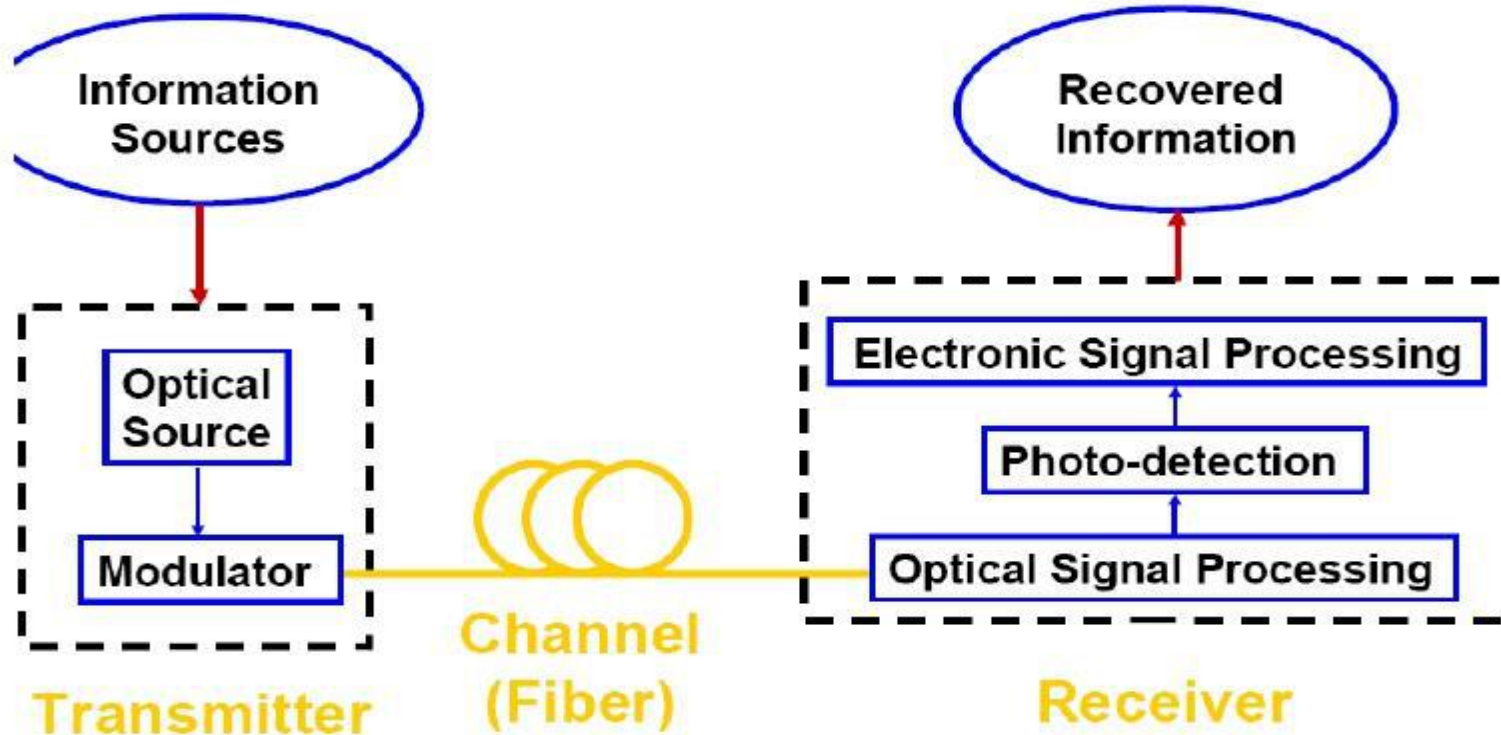 Information
Sources
Recovered
Information
Optical
Source
Modulator
Electronic Signal Processing
Photo-detection
Optical Signal Processing
Transmitter
Channel
(Fiber)
Receiver